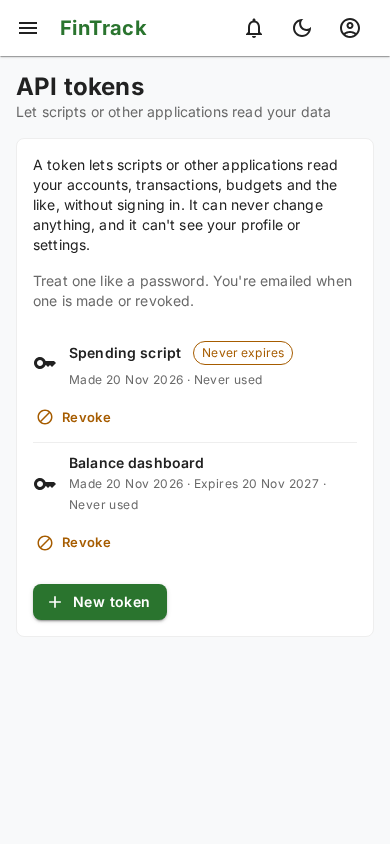 FinTrack
API tokens
Let scripts or other applications read your data
A token lets scripts or other applications read
your accounts, transactions, budgets and the
like, without signing in. It can never change
anything, and it can't see your profile or
settings.
Treat one like a password. You're emailed when
one is made or revoked.
Spending script Never expires
Made 20 Nov 2026 · Never used
Revoke
Balance dashboard
Made 20 Nov 2026 · Expires 20 Nov 2027 ·
Never used
Revoke
New token